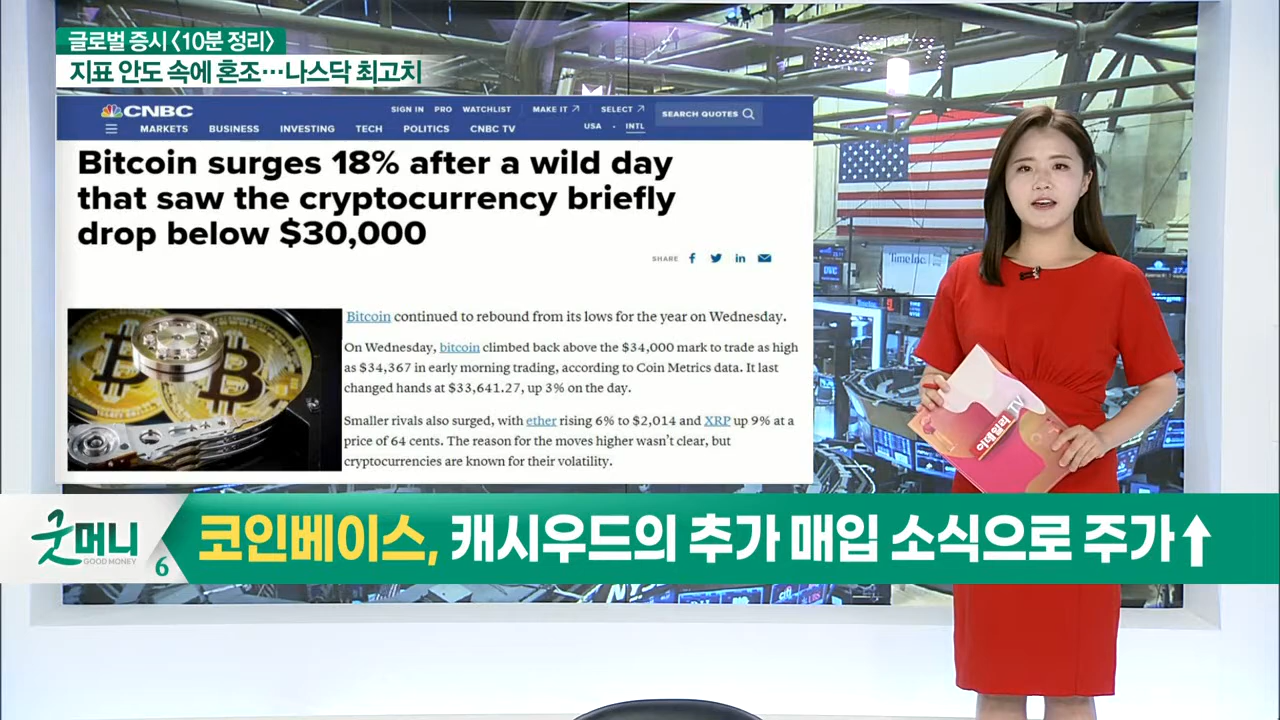 글로벌 증시 〈10분 정리〉
지표 안도 속에 혼조…나스닥 최고치
CNBC
SIGN IN PRO WATCHLIST MAKE IT ↗ SELECT ↗ SEARCH QUOTES
MARKETS BUSINESS INVESTING TECH POLITICS CNBC TV USA • INTL
Bitcoin surges 18% after a wild day
that saw the cryptocurrency briefly
drop below $30,000
SHARE
Bitcoin continued to rebound from its lows for the year on Wednesday.
On Wednesday, bitcoin climbed back above the $34,000 mark to trade as high
as $34,367 in early morning trading, according to Coin Metrics data. It last
changed hands at $33,641.27, up 3% on the day.
Smaller rivals also surged, with ether rising 6% to $2,014 and XRP up 9% at a
price of 64 cents. The reason for the moves higher wasn't clear, but
cryptocurrencies are known for their volatility.
Time Inc.
이데일리 TV
굿머니
GOOD MONEY
6
코인베이스, 캐시우드의 추가 매입 소식으로 주가↑